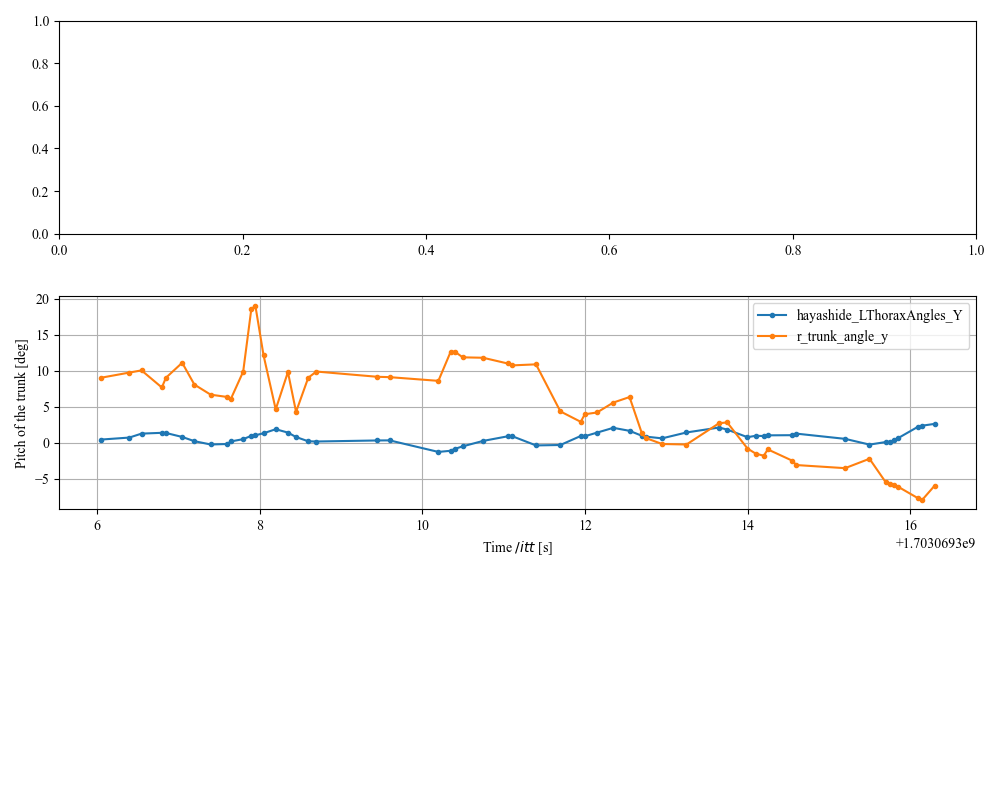 1.0
0.8
0.6
0.4
0.2
0.0
0.0 0.2 0.4 0.6 0.8 1.0
20
15
10
5
0
−5
Pitch of the trunk [deg]
hayashide_LThoraxAngles_Y
r_trunk_angle_y
6 8 10 12 14 16
+1.7030693e9
Time /itt [s]